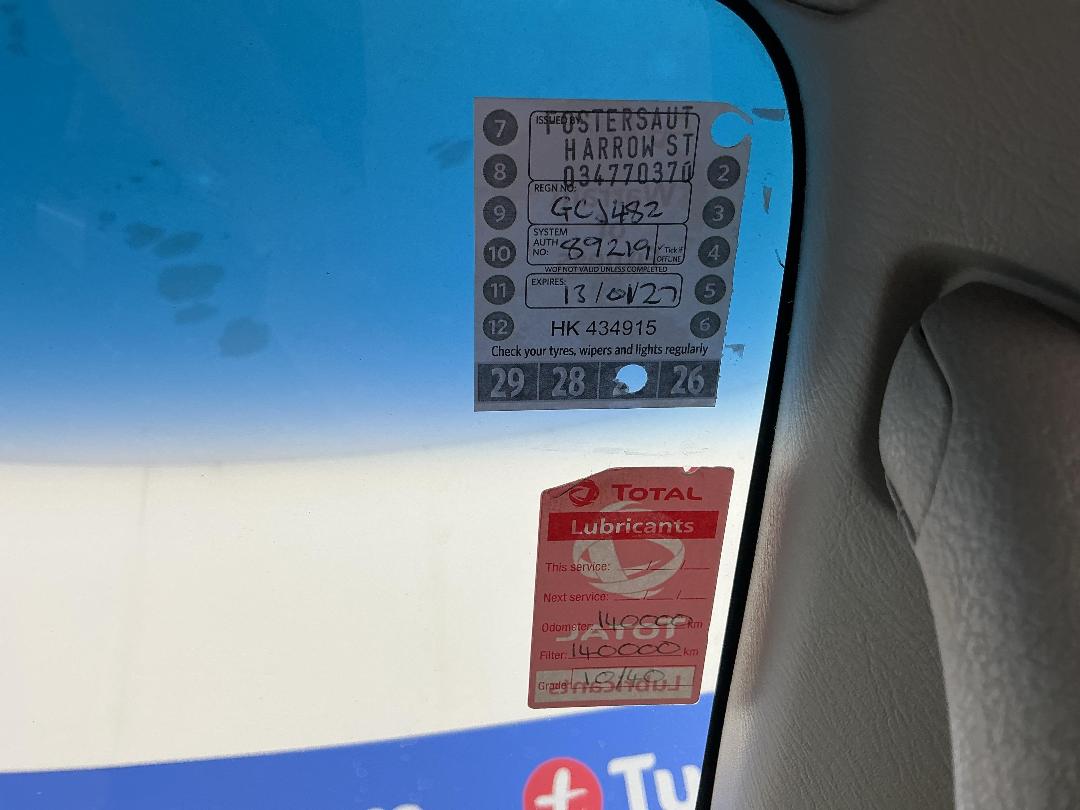 ISSUED BY:
FOSTERSAUT
HARROW ST
034770370
7
8
9
10
11
12
2
3
4
5
6
REGN NO:
GCJ482
SYSTEM
AUTH
NO: 89219 ✓ Tick if
OFFLINE
WOF NOT VALID UNLESS COMPLETED
EXPIRES: 13/01/27
HK 434915
Check your tyres, wipers and lights regularly
29 28 26
TOTAL
Lubricants
This service: / /
Next service: / /
Odometer: 140000 km
Filter: 140000 km
Grade 10/40
+ Tu